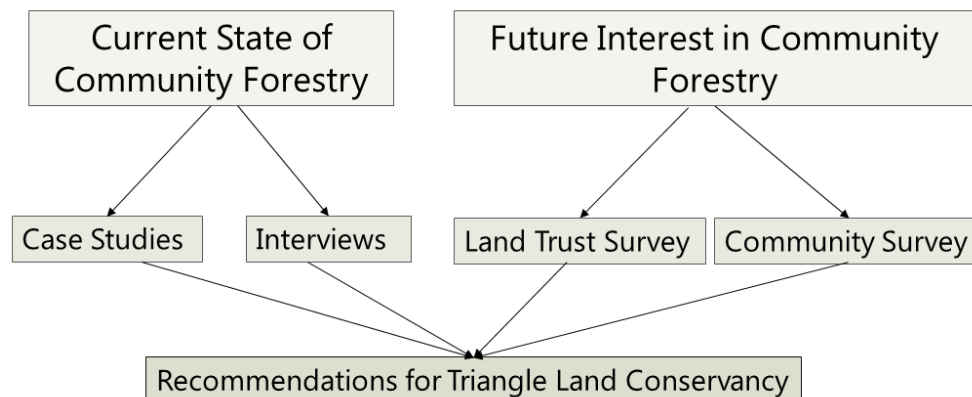 Current State of
Community Forestry
Future Interest in Community
Forestry
Case Studies
Interviews
Land Trust Survey
Community Survey
Recommendations for Triangle Land Conservancy